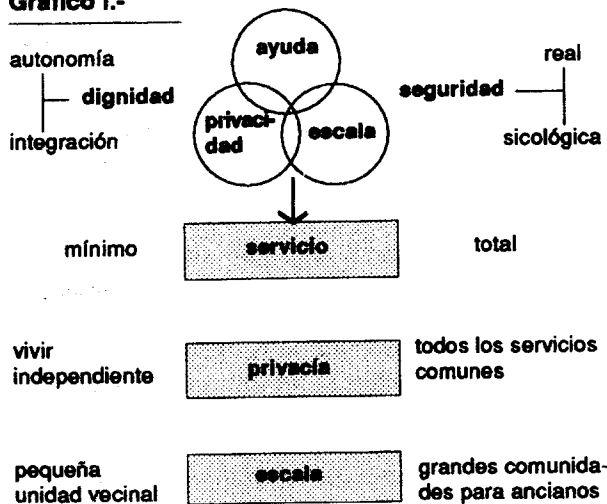 Gráfico I.-
autonomía
dignidad
integración
ayuda
privaci-
dad
escala
seguridad
real
sicológica
mínimo
servicio
total
vivir
independiente
privacía
todos los servicios
comunes
pequeña
unidad vecinal
escala
grandes comunida-
des para ancianos